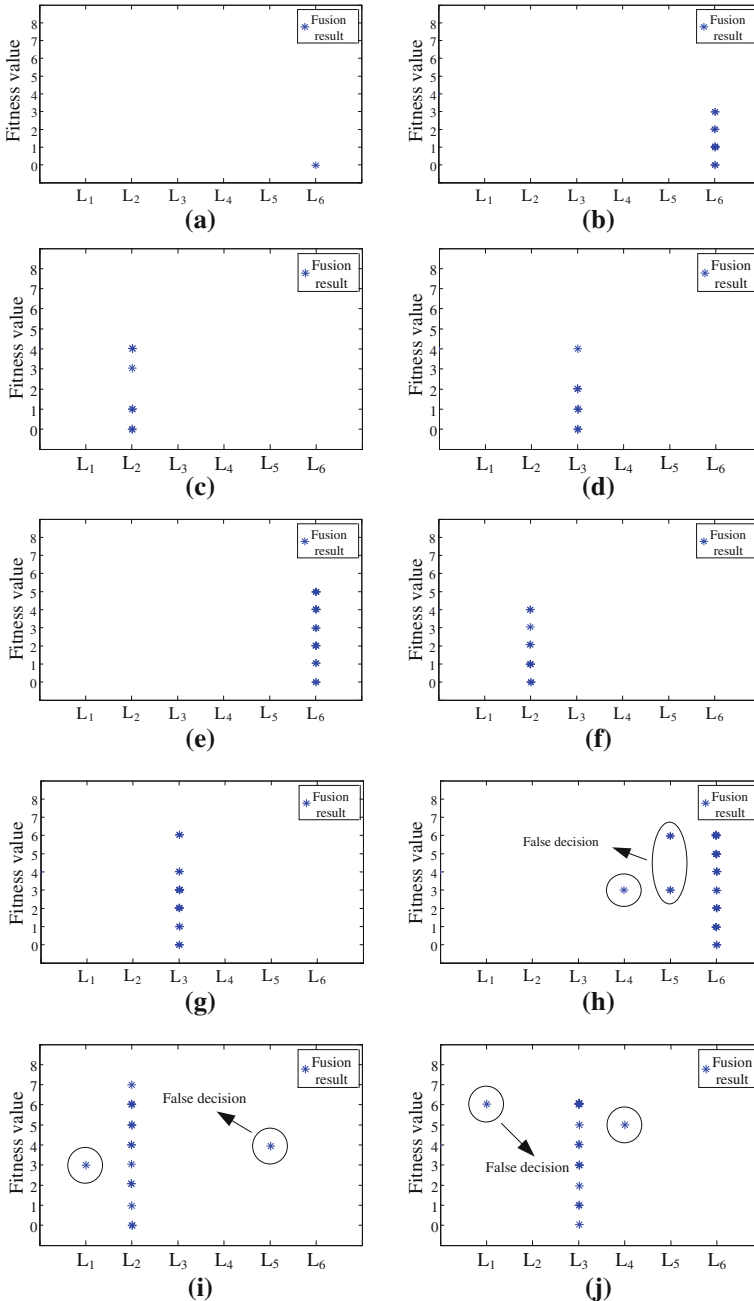 Fitness value
8
7
6
5
4
3
2
1
0
Fusion
result
L1 L2 L3 L4 L5 L6
(a)
Fitness value
8
7
6
5
4
3
2
1
0
Fusion
result
L1 L2 L3 L4 L5 L6
(b)
Fitness value
8
7
6
5
4
3
2
1
0
Fusion
result
L1 L2 L3 L4 L5 L6
(c)
Fitness value
8
7
6
5
4
3
2
1
0
Fusion
result
L1 L2 L3 L4 L5 L6
(d)
Fitness value
8
7
6
5
4
3
2
1
0
Fusion
result
L1 L2 L3 L4 L5 L6
(e)
Fitness value
8
7
6
5
4
3
2
1
0
Fusion
result
L1 L2 L3 L4 L5 L6
(f)
Fitness value
8
7
6
5
4
3
2
1
0
Fusion
result
L1 L2 L3 L4 L5 L6
(g)
Fitness value
8
7
6
5
4
3
2
1
0
Fusion
result
False decision
L1 L2 L3 L4 L5 L6
(h)
Fitness value
8
7
6
5
4
3
2
1
0
Fusion
result
False decision
L1 L2 L3 L4 L5 L6
(i)
Fitness value
8
7
6
5
4
3
2
1
0
Fusion
result
False decision
L1 L2 L3 L4 L5 L6
(j)